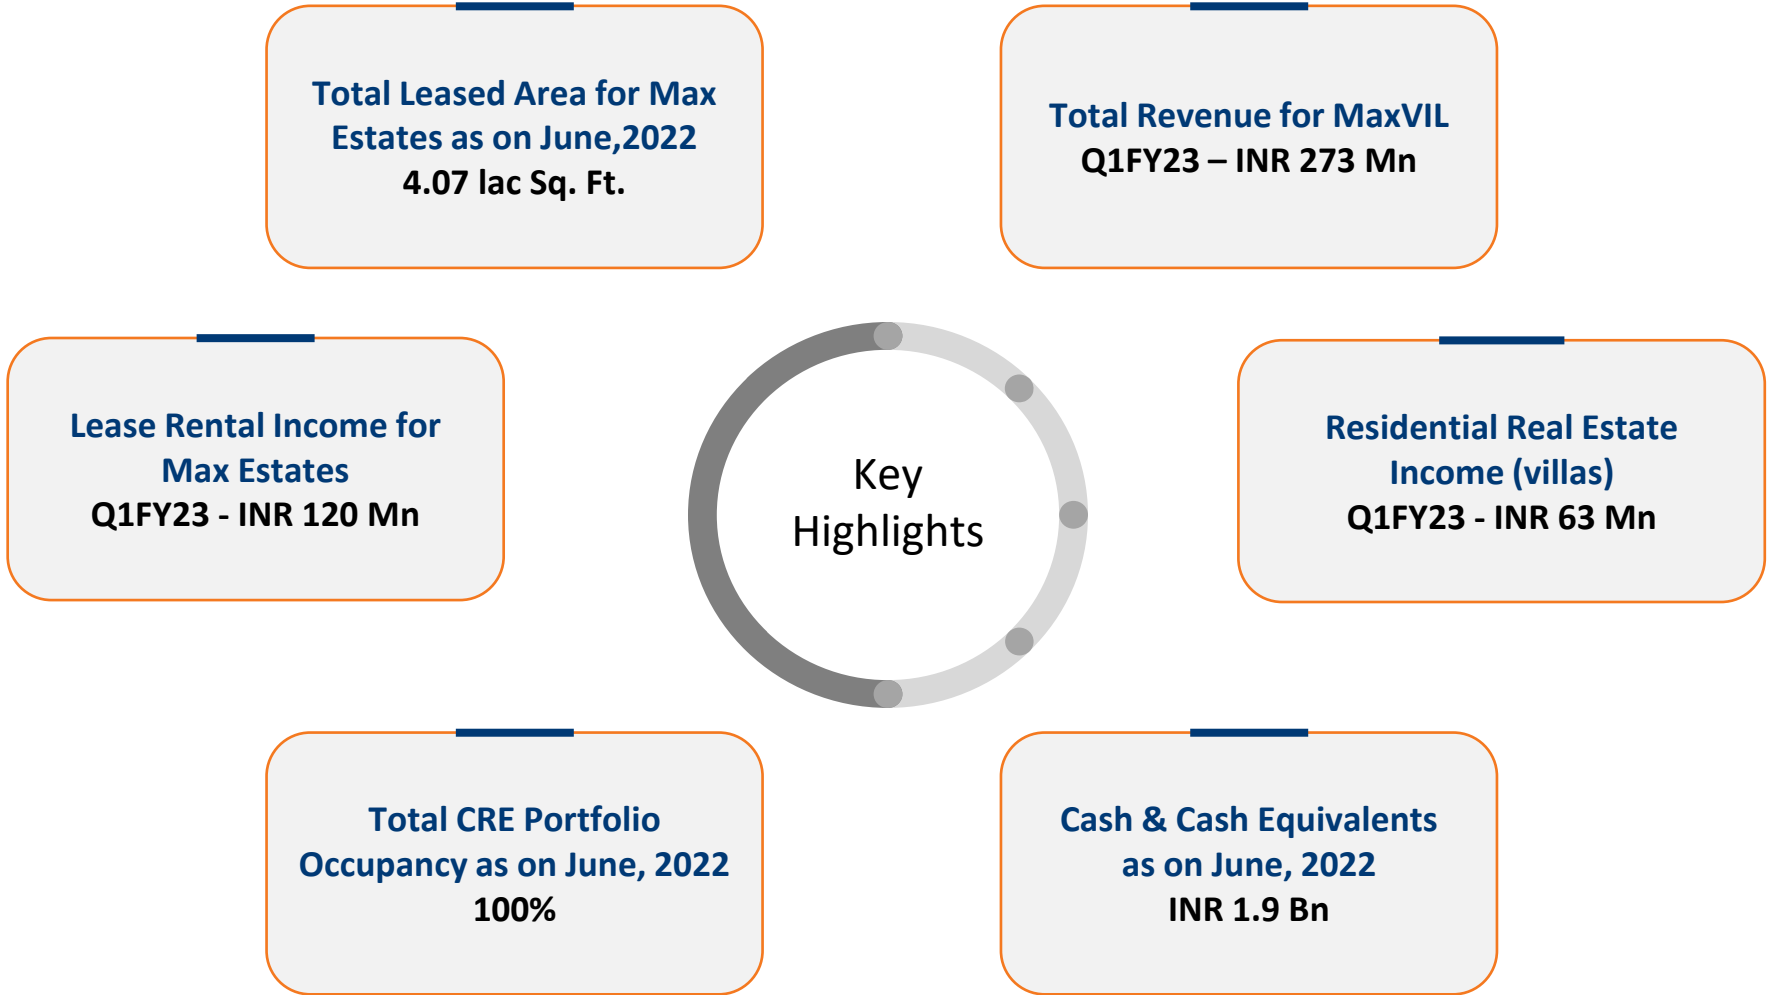 Total Leased Area for Max
Estates as on June,2022
4.07 lac Sq. Ft.
Total Revenue for MaxVIL
Q1FY23 – INR 273 Mn
Lease Rental Income for
Max Estates
Q1FY23 - INR 120 Mn
Key
Highlights
Residential Real Estate
Income (villas)
Q1FY23 - INR 63 Mn
Total CRE Portfolio
Occupancy as on June, 2022
100%
Cash & Cash Equivalents
as on June, 2022
INR 1.9 Bn